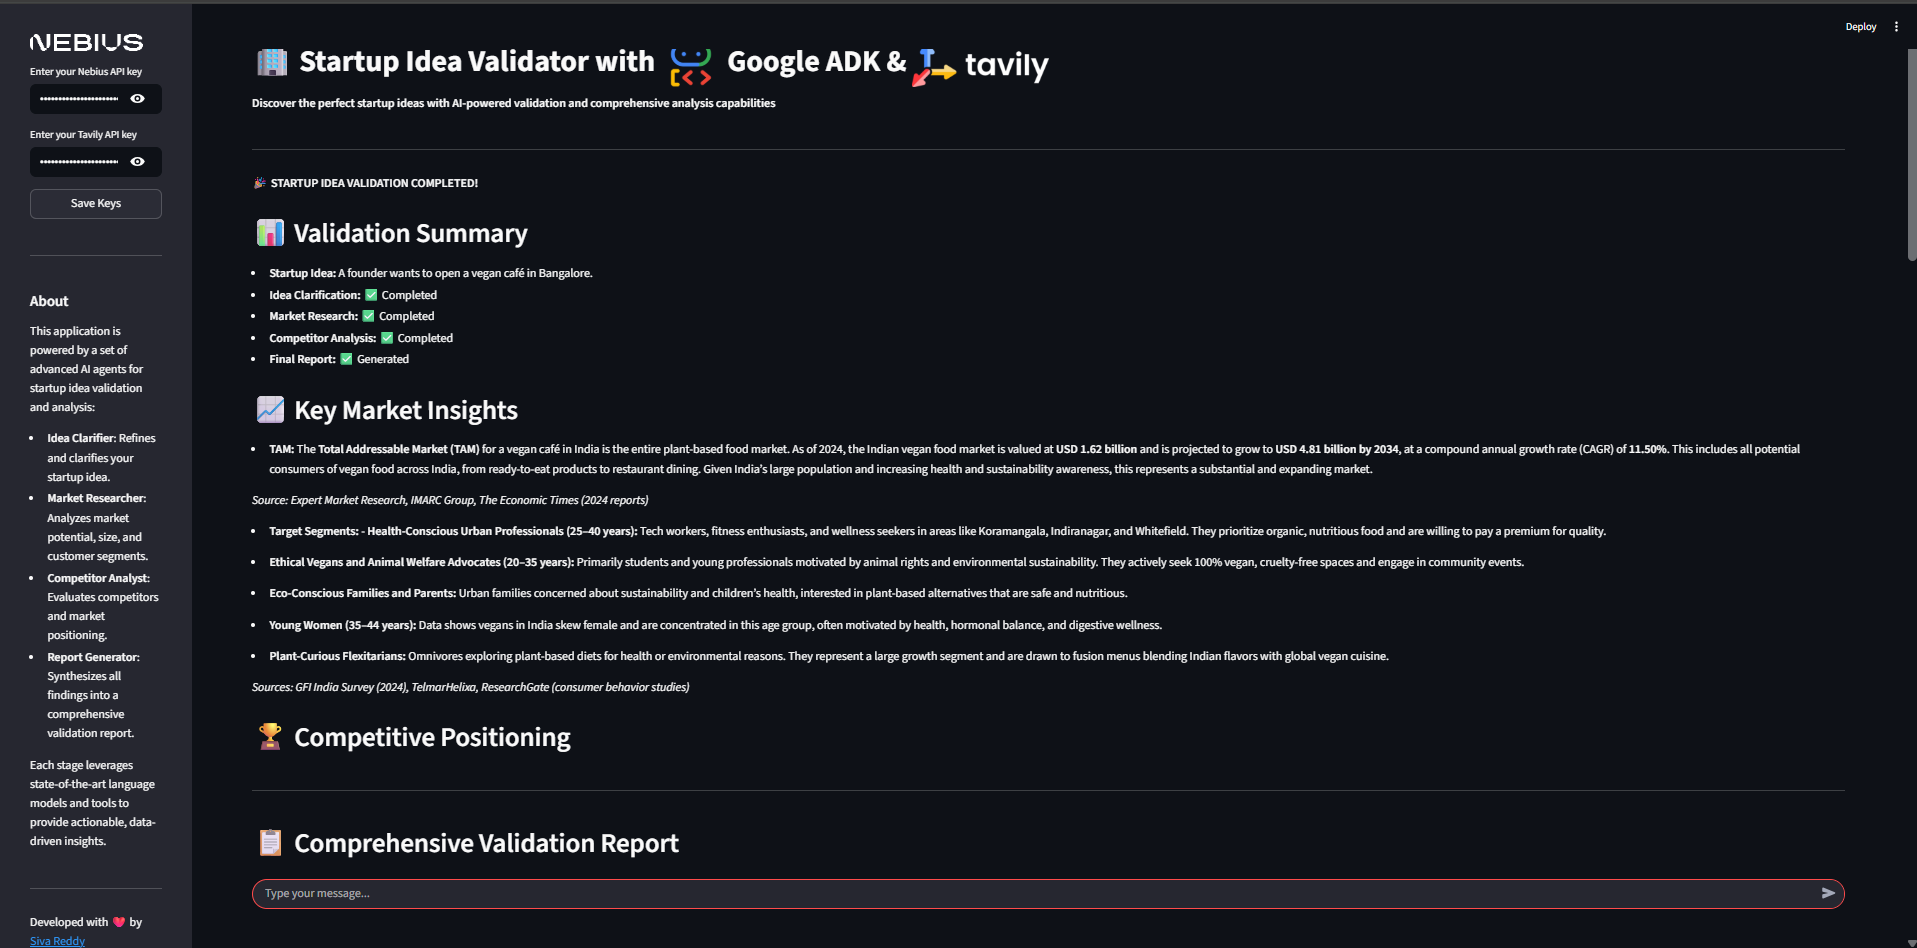 NEBIUS
Enter your Nebius API key
Enter your Tavily API key
Save Keys
About
This application is
powered by a set of
advanced AI agents for
startup idea validation
and analysis:
Idea Clarifier: Refines
and clarifies your
startup idea.
Market Researcher:
Analyzes market
potential, size, and
customer segments.
Competitor Analyst:
Evaluates competitors
and market
positioning.
Report Generator:
Synthesizes all
findings into a
comprehensive
validation report.
Each stage leverages
state-of-the-art language
models and tools to
provide actionable, data-
driven insights.
Developed with ❤️ by
Siva Reddy
Deploy
Startup Idea Validator with Google ADK & tavily
Discover the perfect startup ideas with AI-powered validation and comprehensive analysis capabilities
🎉 STARTUP IDEA VALIDATION COMPLETED!
📊 Validation Summary
Startup Idea: A founder wants to open a vegan café in Bangalore.
Idea Clarification: ✅ Completed
Market Research: ✅ Completed
Competitor Analysis: ✅ Completed
Final Report: ✅ Generated
📈 Key Market Insights
TAM: The Total Addressable Market (TAM) for a vegan café in India is the entire plant-based food market. As of 2024, the Indian vegan food market is valued at USD 1.62 billion and is projected to grow to USD 4.81 billion by 2034, at a compound annual growth rate (CAGR) of 11.50%. This includes all potential
consumers of vegan food across India, from ready-to-eat products to restaurant dining. Given India's large population and increasing health and sustainability awareness, this represents a substantial and expanding market.
Source: Expert Market Research, IMARC Group, The Economic Times (2024 reports)
Target Segments: - Health-Conscious Urban Professionals (25–40 years): Tech workers, fitness enthusiasts, and wellness seekers in areas like Koramangala, Indiranagar, and Whitefield. They prioritize organic, nutritious food and are willing to pay a premium for quality.
Ethical Vegans and Animal Welfare Advocates (20–35 years): Primarily students and young professionals motivated by animal rights and environmental sustainability. They actively seek 100% vegan, cruelty-free spaces and engage in community events.
Eco-Conscious Families and Parents: Urban families concerned about sustainability and children's health, interested in plant-based alternatives that are safe and nutritious.
Young Women (35–44 years): Data shows vegans in India skew female and are concentrated in this age group, often motivated by health, hormonal balance, and digestive wellness.
Plant-Curious Flexitarians: Omnivores exploring plant-based diets for health or environmental reasons. They represent a large growth segment and are drawn to fusion menus blending Indian flavors with global vegan cuisine.
Sources: GFI India Survey (2024), TelmarHelixa, ResearchGate (consumer behavior studies)
🏆 Competitive Positioning
📋 Comprehensive Validation Report
Type your message...